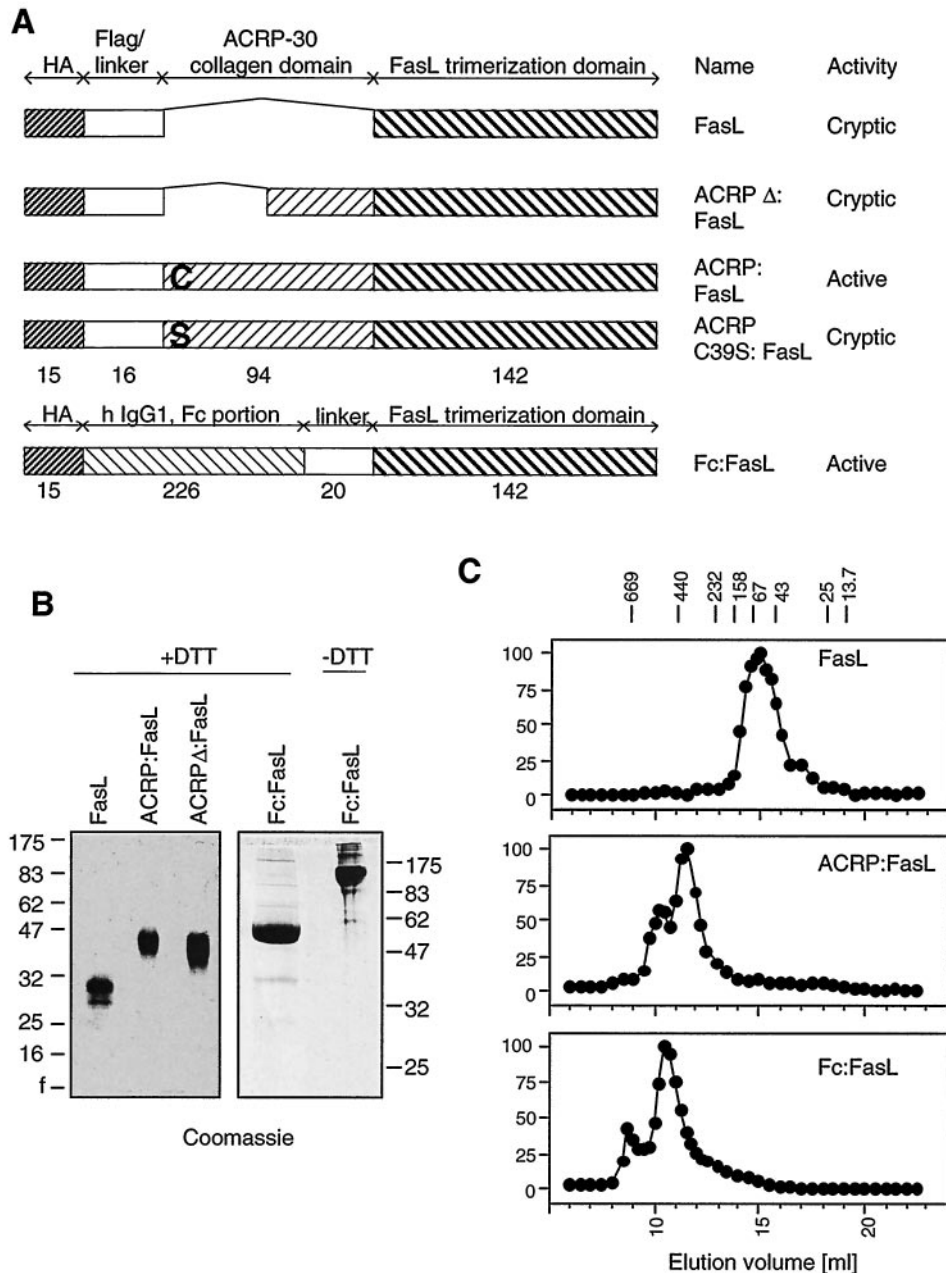 A
Flag/ ACRP-30
HA linker collagen domain FasL trimerization domain Name Activity
FasL Cryptic
ACRP Δ: Cryptic
FasL
C ACRP: Active
FasL
S ACRP Cryptic
C39S: FasL
15 16 94 142
HA h IgG1, Fc portion linker FasL trimerization domain
Fc:FasL Active
15 226 20 142
B
+DTT -DTT
FasL
ACRP:FasL
ACRPΔ:FasL
Fc:FasL
Fc:FasL
175
83
62
47
32
25
16
f
175
83
62
47
32
25
Coomassie
C
669
440
232
158
67
43
25
13.7
FasL
100
75
50
25
0
ACRP:FasL
100
75
50
25
0
Fc:FasL
100
75
50
25
0
10 15 20
Elution volume [ml]